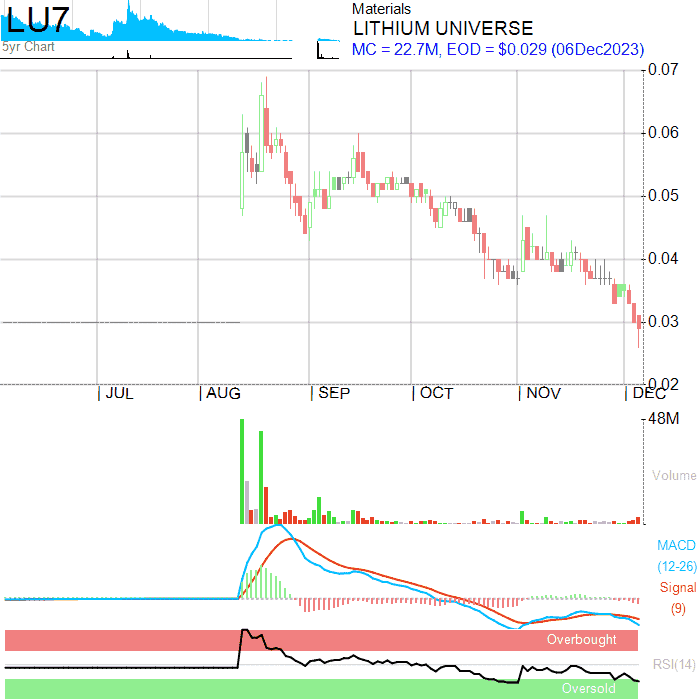 LU7
5yr Chart
Materials
LITHIUM UNIVERSE
MC = 22.7M, EOD = $0.029 (06Dec2023)
0.07
0.06
0.05
0.04
0.03
0.02
JUL
AUG
SEP
OCT
NOV
DEC
48M
Volume
MACD
(12-26)
Signal
(9)
Overbought
RSI(14)
Oversold